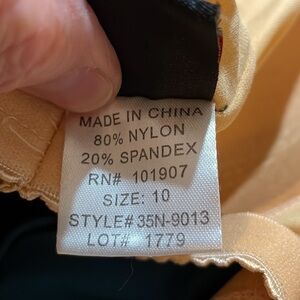 MADE IN CHINA
80% NYLON
20% SPANDEX
RN# 101907
SIZE: 10
STYLE# 35N-9013
LOT# 1779